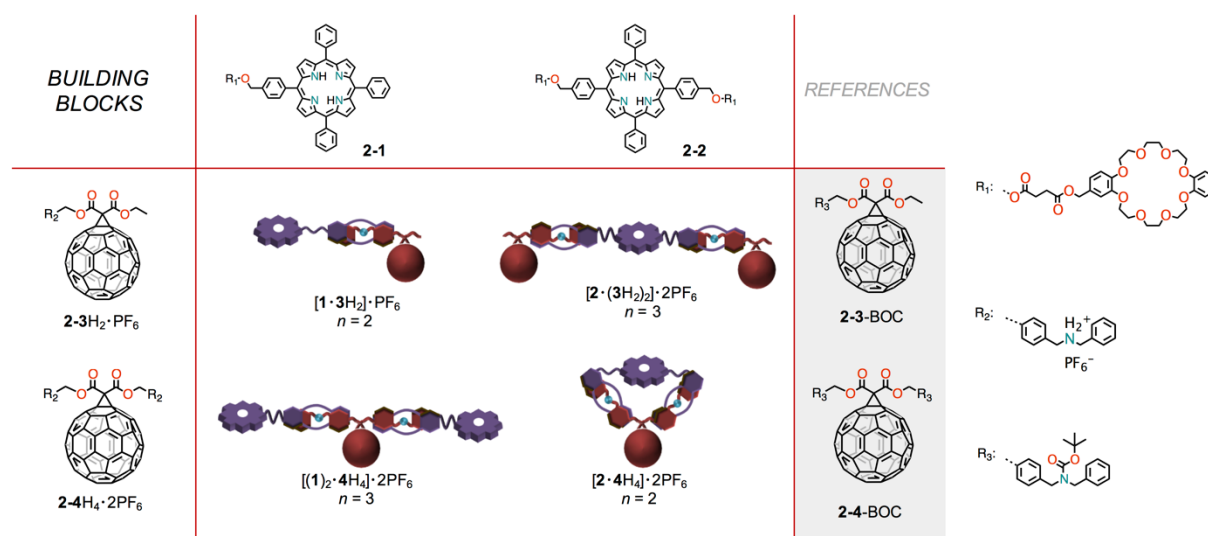 BUILDING
BLOCKS
R₁
O
NH
N
N
HN
2-1
R₁
O
NH
N
N
HN
O
R₁
2-2
REFERENCES
R₂
O
O
O
O
2-3H₂·PF₆
[1·3H₂]·PF₆
n = 2
[2·(3H₂)₂]·2PF₆
n = 3
R₃
O
O
O
O
2-3-BOC
R₂
O
O
O
O
R₂
2-4H₄·2PF₆
[(1)₂·4H₄]·2PF₆
n = 3
[2·4H₄]·2PF₆
n = 2
R₃
O
O
O
O
R₃
2-4-BOC
R₁:
O
O
O
O
O
O
O
O
O
O
O
O
R₂:
H₂
N
+
PF₆⁻
R₃:
O
O
N